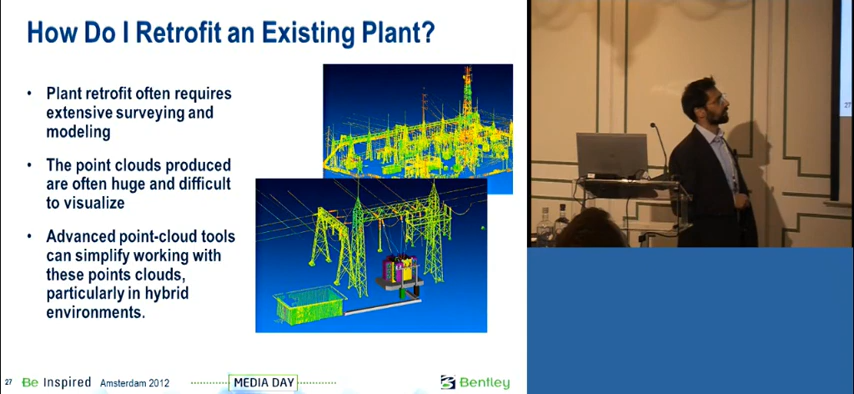 How Do I Retrofit an Existing Plant?
• Plant retrofit often requires
extensive surveying and
modeling
• The point clouds produced
are often huge and difficult
to visualize
• Advanced point-cloud tools
can simplify working with
these points clouds,
particularly in hybrid
environments.
27 Be Inspired Amsterdam 2012 MEDIA DAY Bentley
27